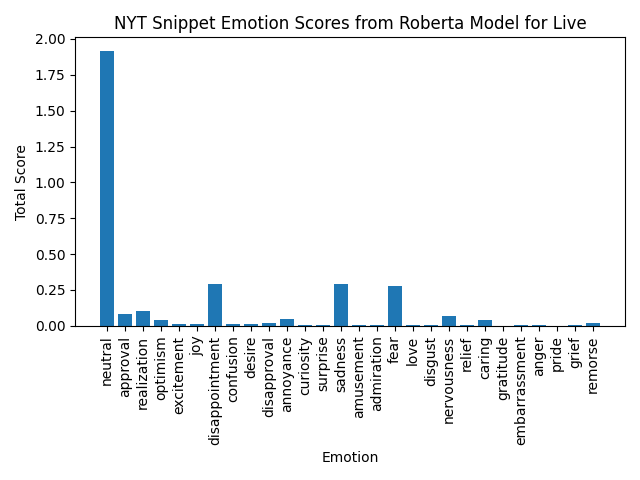 NYT Snippet Emotion Scores from Roberta Model for Live
2.00
1.75
1.50
1.25
1.00
0.75
0.50
0.25
0.00
Total Score
neutral
approval
realization
optimism
excitement
joy
disappointment
confusion
desire
disapproval
annoyance
curiosity
surprise
sadness
amusement
admiration
fear
love
disgust
nervousness
relief
caring
gratitude
embarrassment
anger
pride
grief
remorse
Emotion